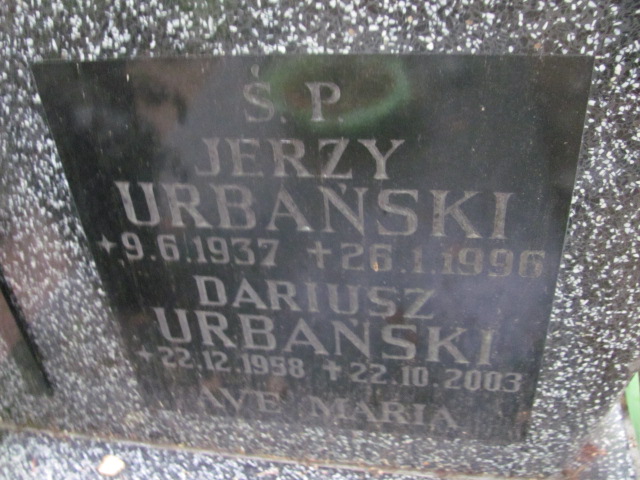 Ś. P.
JERZY
URBAŃSKI
*9.6.1937 +26.1.1996
DARIUSZ
URBAŃSKI
*22.12.1958 +22.10.2003
AVE MARIA